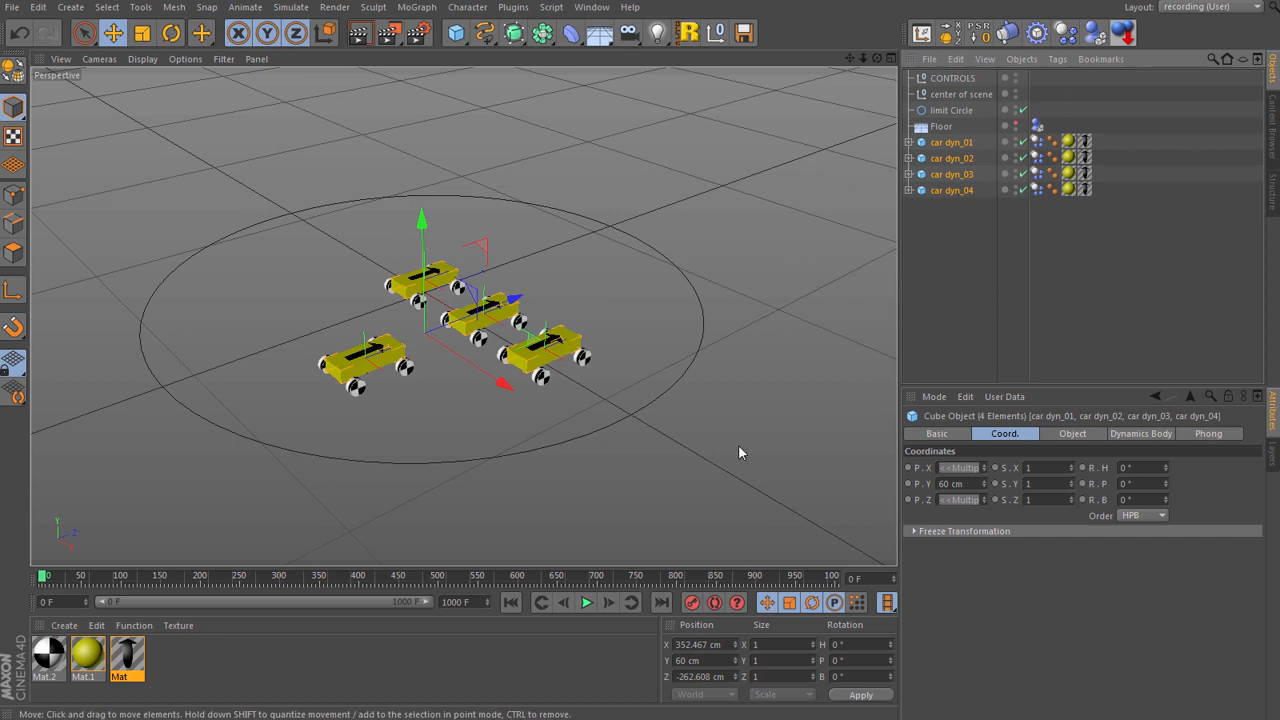 File Edit Create Select Tools Mesh Snap Animate Simulate Render Sculpt MoGraph Character Plugins Script Window Help Layout: recording (User)
View Cameras Display Options Filter Panel
File Edit View Objects Tags Bookmarks
Perspective
CONTROLS
center of scene
limit Circle
Floor
car dyn_01
car dyn_02
car dyn_03
car dyn_04
Objects
Content Browser
Structure
Mode Edit User Data
Cube Object (4 Elements) [car dyn_01, car dyn_02, car dyn_03, car dyn_04]
Basic Coord. Object Dynamics Body Phong
Coordinates
P . X <<Multip S . X 1 R . H 0 °
P . Y 60 cm S . Y 1 R . P 0 °
P . Z <<Multip S . Z 1 R . B 0 °
Order HPB
Freeze Transformation
Attributes
Layers
0 50 100 150 200 250 300 350 400 450 500 550 600 650 700 750 800 850 900 950 100 0 F
0 F 0 F 1000 F 1000 F
Create Edit Function Texture
Mat.2 Mat.1 Mat
Position Size Rotation
X 352.467 cm X 1 H 0 °
Y 60 cm Y 1 P 0 °
Z -262.608 cm Z 1 B 0 °
World Scale Apply
MAXON
CINEMA4D
Move: Click and drag to move elements. Hold down SHIFT to quantize movement / add to the selection in point mode, CTRL to remove.